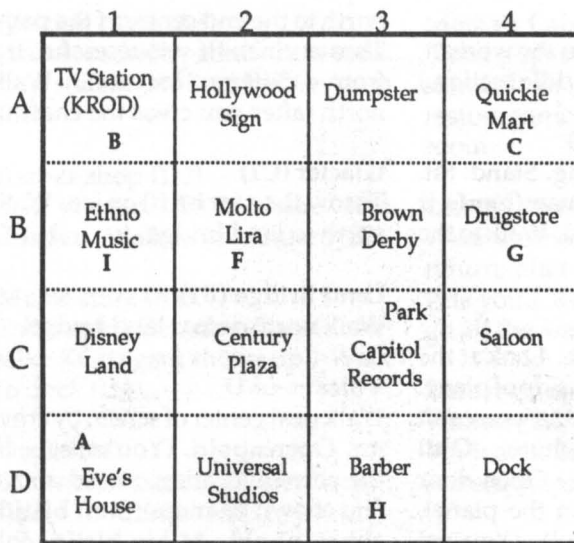 1 2 3 4
A
TV Station
(KROD)
B
Hollywood
Sign
Dumpster
Quickie
Mart
C
B
Ethno
Music
I
Molto
Lira
F
Brown
Derby
Drugstore
G
C
Disney
Land
Century
Plaza
Park
Capitol
Records
Saloon
D
A
Eve's
House
Universal
Studios
Barber
H
Dock